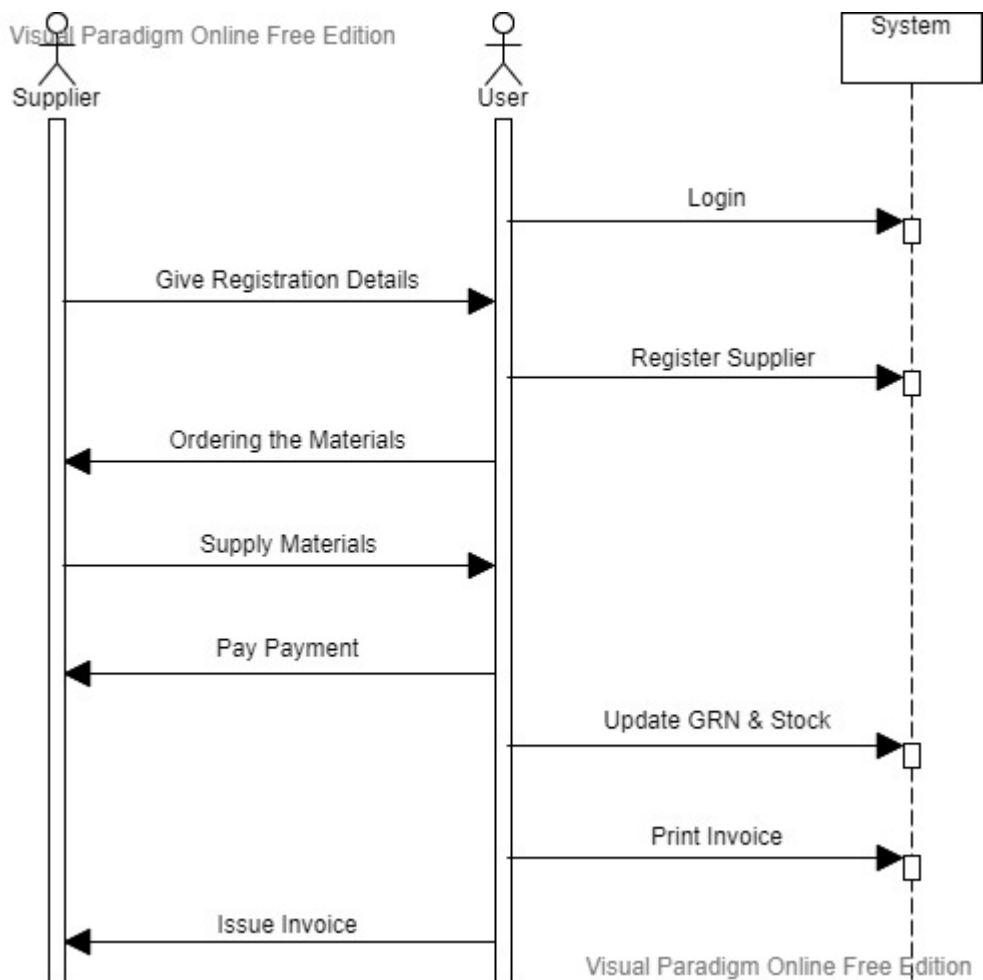 Visual Paradigm Online Free Edition
System
Supplier
User
Login
Give Registration Details
Register Supplier
Ordering the Materials
Supply Materials
Pay Payment
Update GRN & Stock
Print Invoice
Issue Invoice
Visual Paradigm Online Free Edition